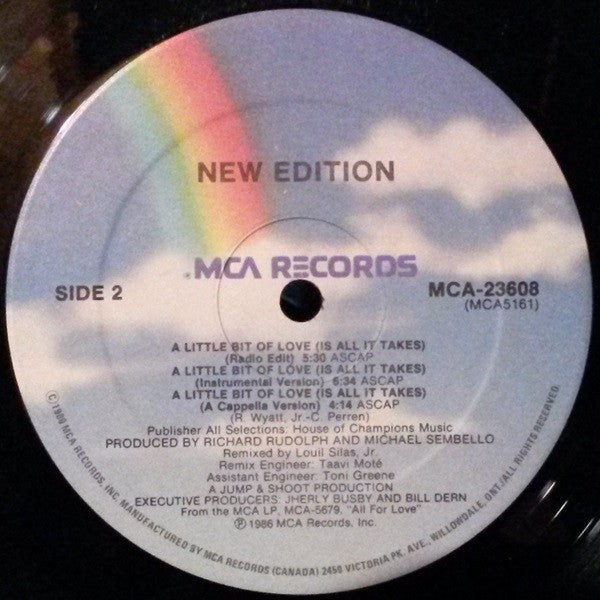 NEW EDITION
MCA RECORDS
SIDE 2
MCA-23608
(MCA5161)
A LITTLE BIT OF LOVE (IS ALL IT TAKES)
(Radio Edit) 5:30 ASCAP
A LITTLE BIT OF LOVE (IS ALL IT TAKES)
(Instrumental Version) 6:34 ASCAP
A LITTLE BIT OF LOVE (IS ALL IT TAKES)
(A Cappella Version) 4:14 ASCAP
(R. Wyatt, Jr.-C. Perren)
Publisher All Selections: House of Champions Music
PRODUCED BY RICHARD RUDOLPH AND MICHAEL SEMBELLO
Remixed by Louil Silas, Jr.
Remix Engineer: Taavi Moté
Assistant Engineer: Toni Greene
A JUMP & SHOOT PRODUCTION
EXECUTIVE PRODUCERS: JHERLY BUSBY AND BILL DERN
From the MCA LP, MCA-5679, "All For Love"
℗ 1986 MCA Records, Inc.
© 1986 MCA RECORDS, INC. MANUFACTURED BY MCA RECORDS (CANADA) 2450 VICTORIA PK. AVE, WILLOWDALE, ONT./ALL RIGHTS RESERVED.